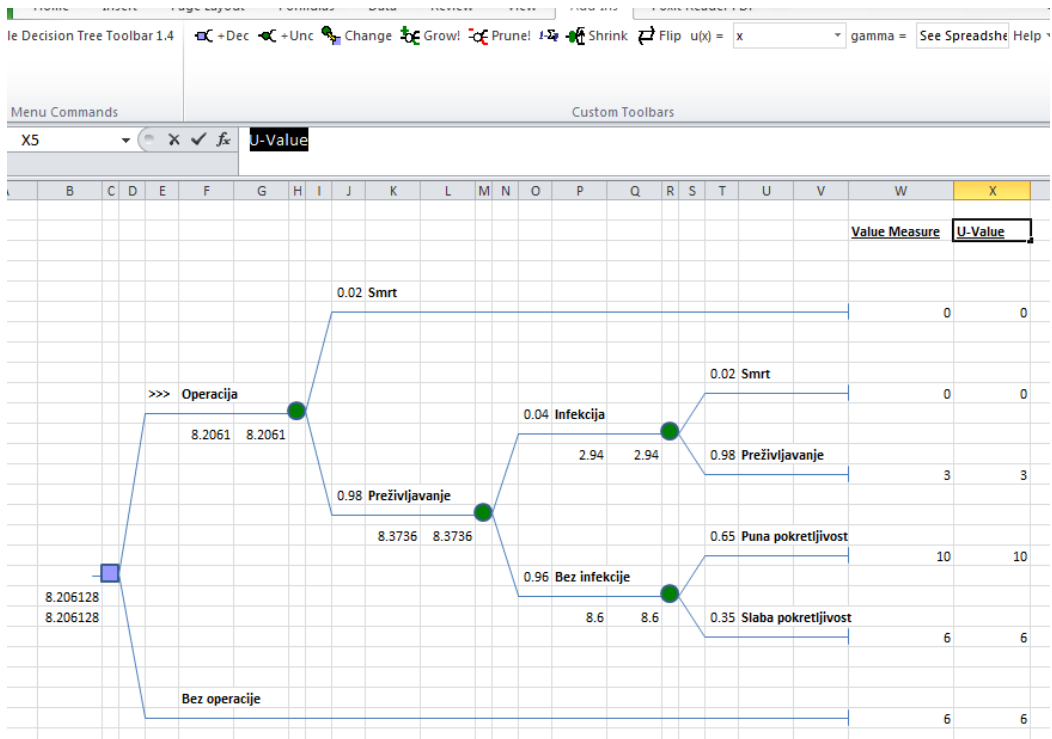 le Decision Tree Toolbar 1.4 +Dec +Unc Change Grow! Prune! Shrink Flip u(x) = x gamma = See Spreadshe Help
Menu Commands Custom Toolbars
X5 fx U-Value
B C D E F G H I J K L M N O P Q R S T U V W X
Value Measure U-Value
0.02 Smrt
0 0
0.02 Smrt
>>> Operacija 0 0
0.04 Infekcija
8.2061 8.2061
2.94 2.94 0.98 Preživljavanje
3 3
0.98 Preživljavanje
8.3736 8.3736 0.65 Puna pokretljivost
10 10
0.96 Bez infekcije
8.206128
8.206128 8.6 8.6 0.35 Slaba pokretljivost
6 6
Bez operacije
6 6